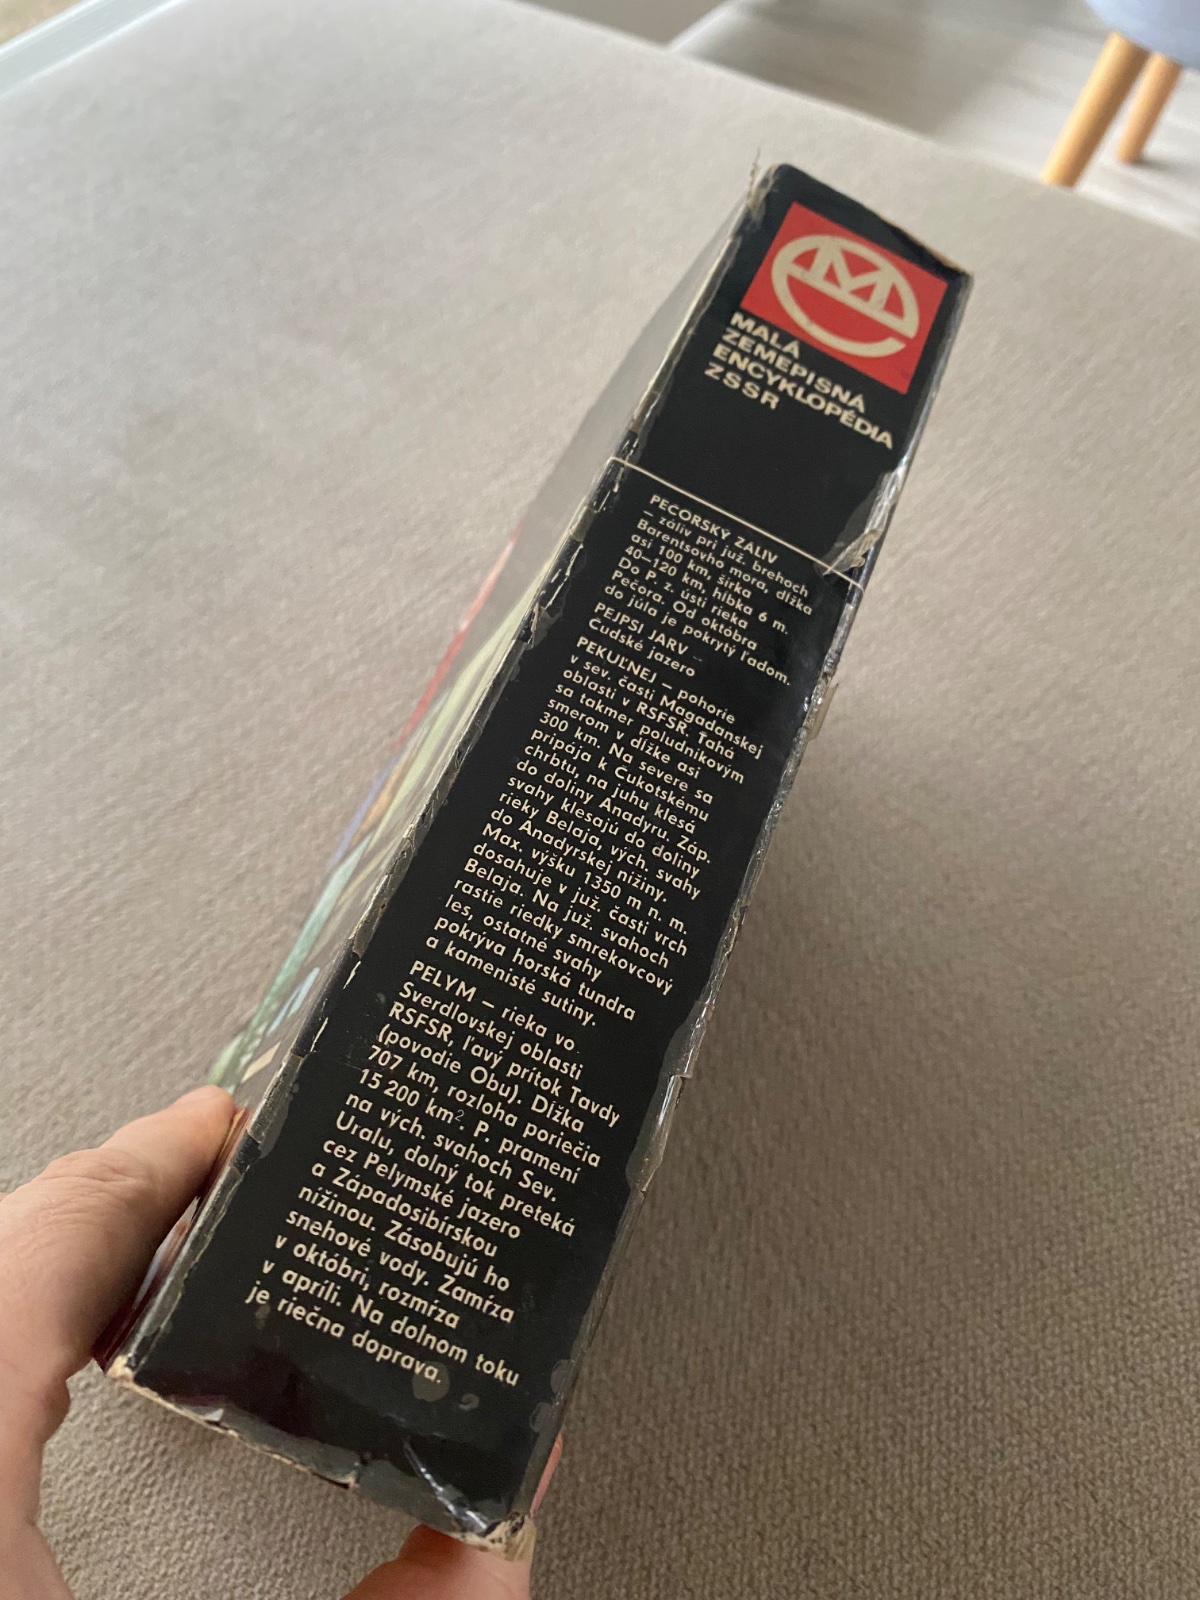 M
MALÁ
ZEMEPISNÁ
ENCYKLOPÉDIA
ZSSR
PECORSKÝ ZALIV
– záliv pri juž. brehoch
Barentsovho mora, dĺžka
asi 100 km, šírka
40–120 km, hĺbka 6 m.
Do P. z. ústi rieka
Pečora. Od októbra
do júla je pokrytý ľadom.
PEJPSI JARV –
Čudské jazero
PEKUĽNEJ – pohorie
v sev. časti Magadanskej
oblasti v RSFSR. Ťahá
sa takmer poludníkovým
smerom v dĺžke asi
300 km. Na severe sa
pripája k Čukotskému
chrbtu, na juhu klesá
do doliny Anadyru. Záp.
svahy klesajú do doliny
rieky Belaja, vých. svahy
do Anadyrskej nížiny.
Max. výšku 1350 m n. m.
dosahuje v juž. časti vrch
Belaja. Na juž. svahoch
rastie riedky smrekovcový
les, ostatné svahy
pokrýva horská tundra
a kamenisté sutiny.
PELYM – rieka vo
Sverdlovskej oblasti
RSFSR, ľavý prítok Tavdy
(povodie Obu). Dĺžka
707 km, rozloha poriečia
15 200 km². P. pramení
na vých. svahoch Sev.
Uralu, dolný tok preteká
cez Pelymské jazero
a Západosibírskou
nížinou. Zásobujú ho
snehové vody. Zamŕza
v októbri, rozmŕza
v apríli. Na dolnom toku
je riečna doprava.